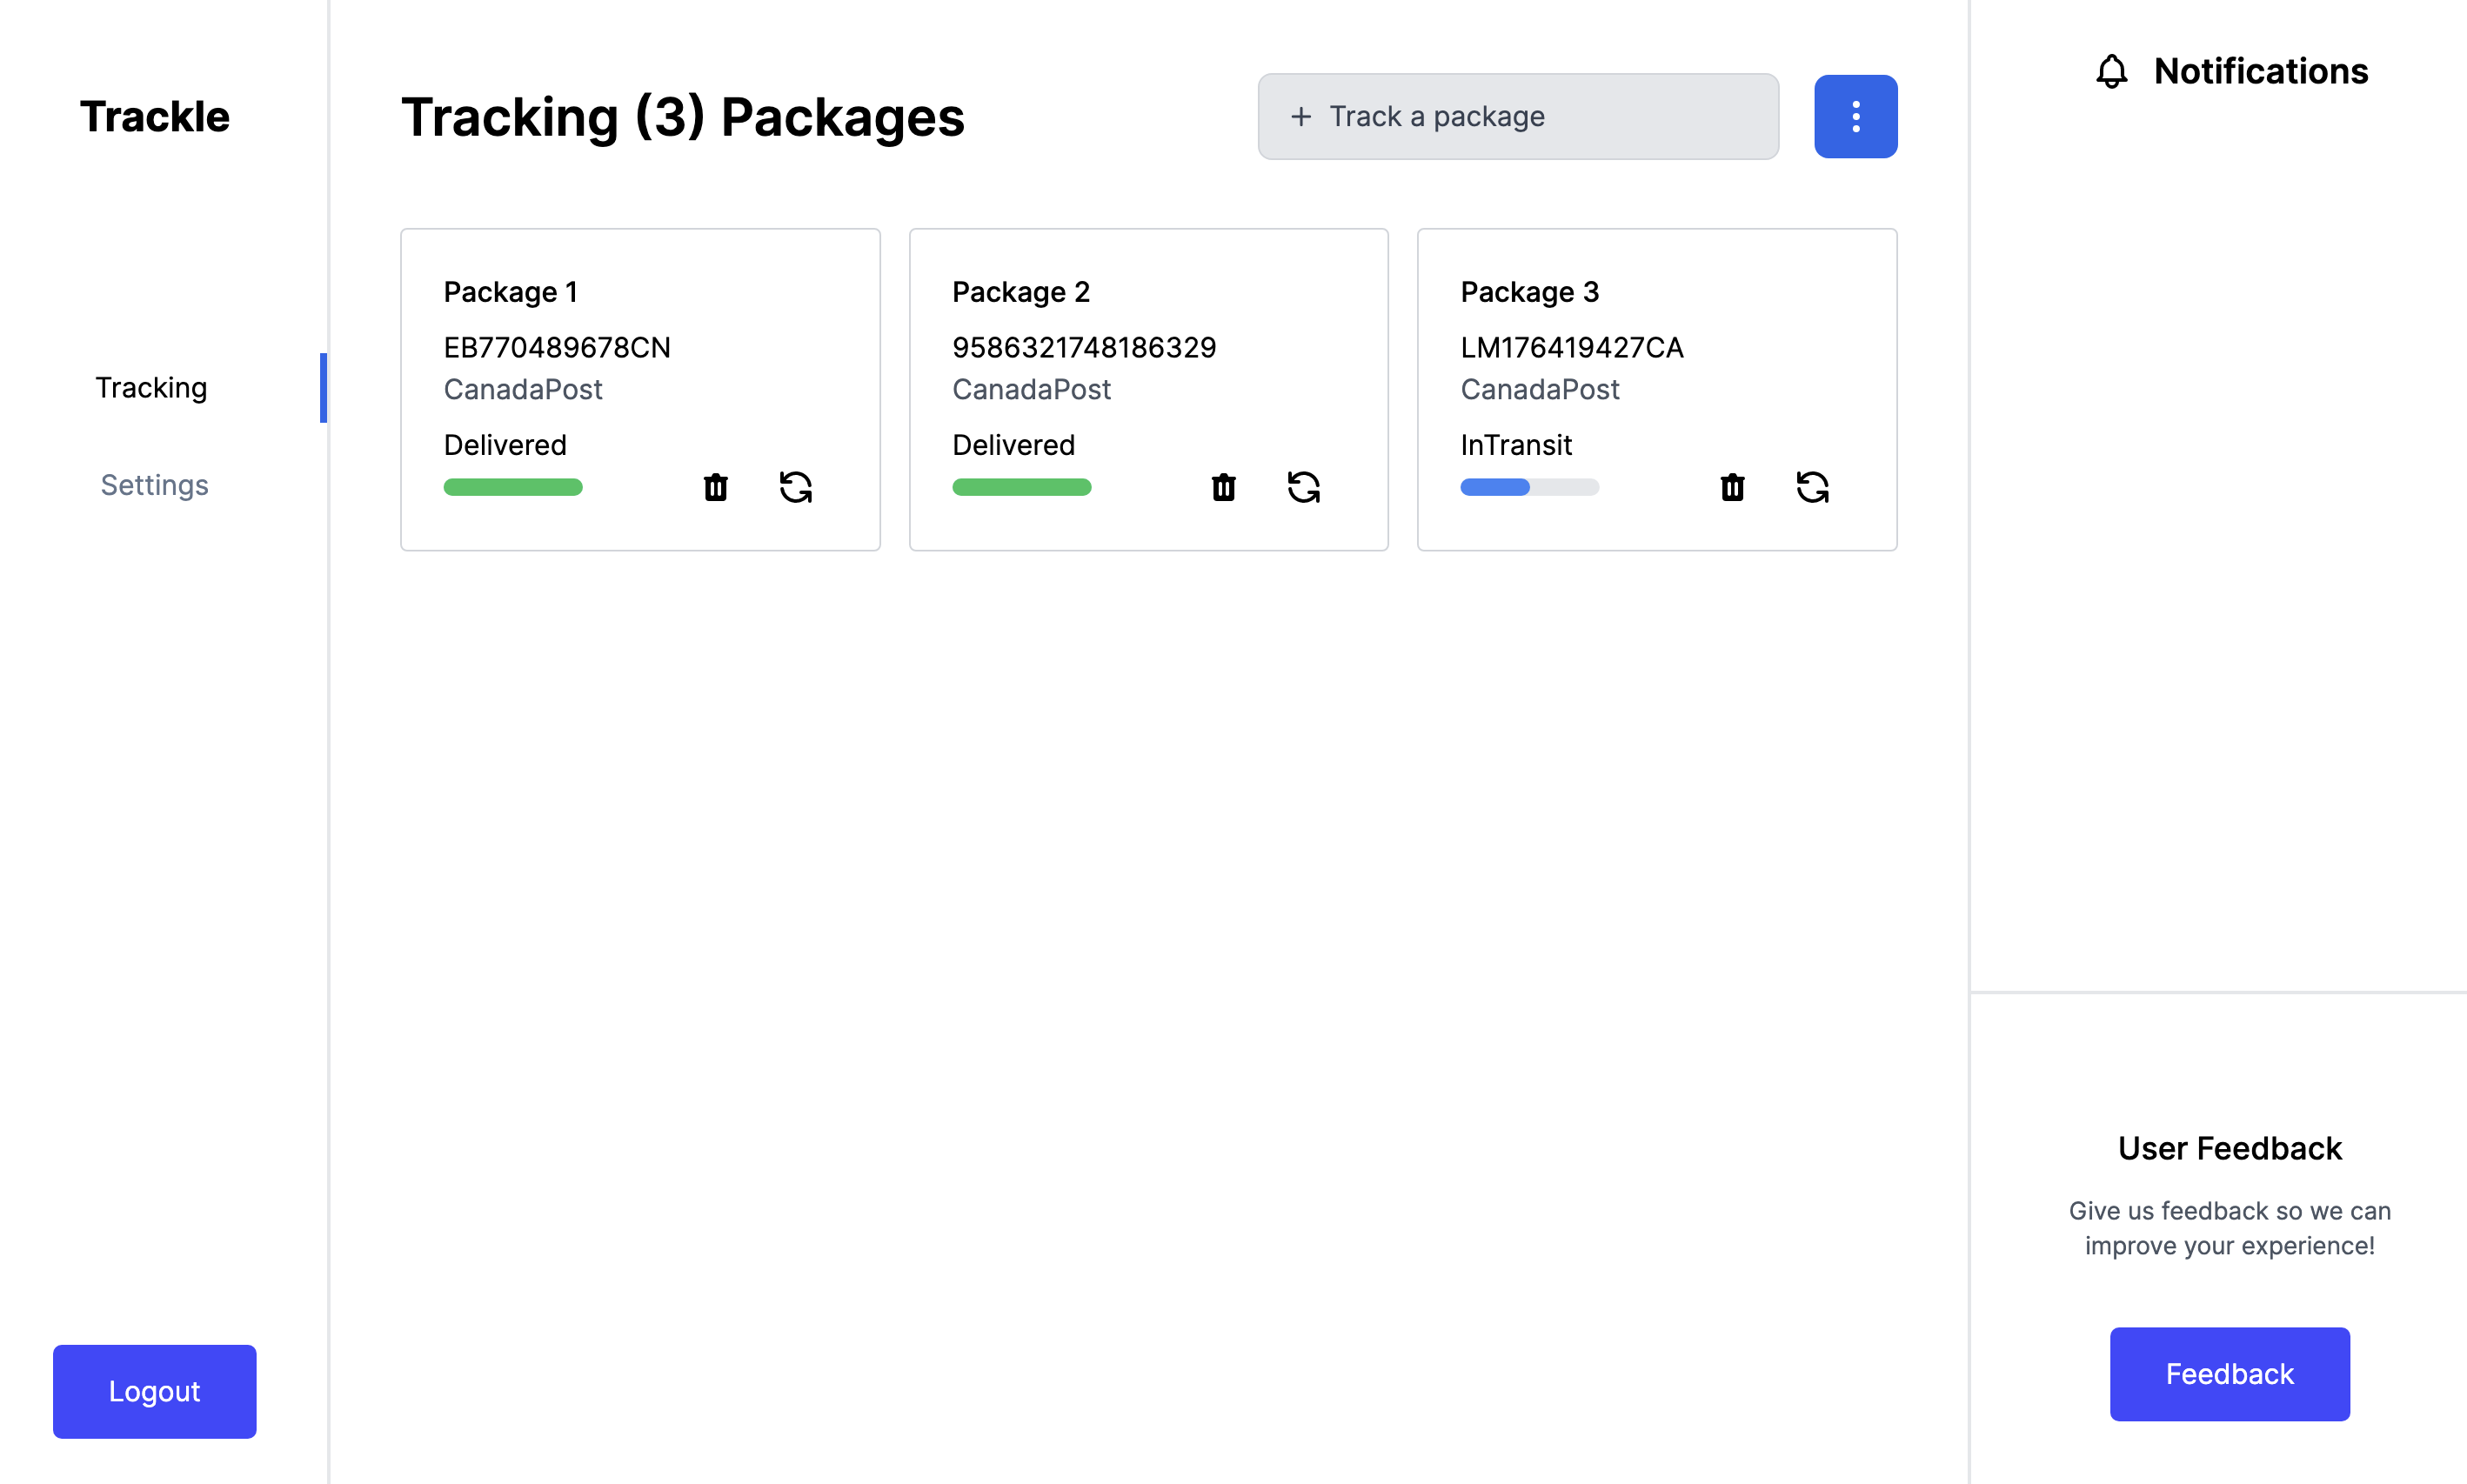 Trackle
Tracking
Settings
Logout
Tracking (3) Packages
+ Track a package
Package 1
EB770489678CN
CanadaPost
Delivered
Package 2
9586321748186329
CanadaPost
Delivered
Package 3
LM176419427CA
CanadaPost
InTransit
Notifications
User Feedback
Give us feedback so we can
improve your experience!
Feedback